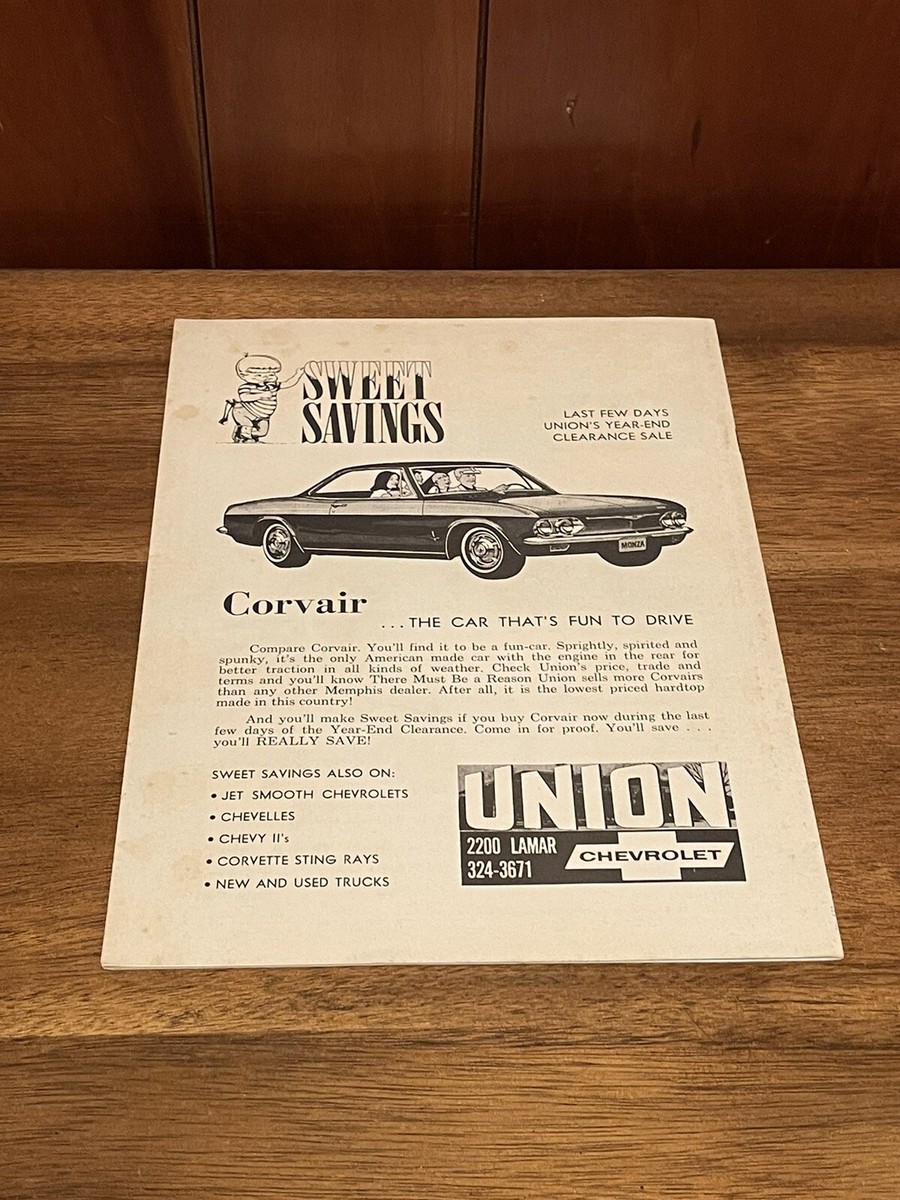 SWEET
SAVINGS
LAST FEW DAYS
UNION'S YEAR-END
CLEARANCE SALE
MONZA
Corvair
...THE CAR THAT'S FUN TO DRIVE
Compare Corvair. You'll find it to be a fun-car. Sprightly, spirited and
spunky, it's the only American made car with the engine in the rear for
better traction in all kinds of weather. Check Union's price, trade and
terms and you'll know There Must Be a Reason Union sells more Corvairs
than any other Memphis dealer. After all, it is the lowest priced hardtop
made in this country!
And you'll make Sweet Savings if you buy Corvair now during the last
few days of the Year-End Clearance. Come in for proof. You'll save . . .
you'll REALLY SAVE!
SWEET SAVINGS ALSO ON:
• JET SMOOTH CHEVROLETS
• CHEVELLES
• CHEVY II's
• CORVETTE STING RAYS
• NEW AND USED TRUCKS
UNION
2200 LAMAR
324-3671
CHEVROLET